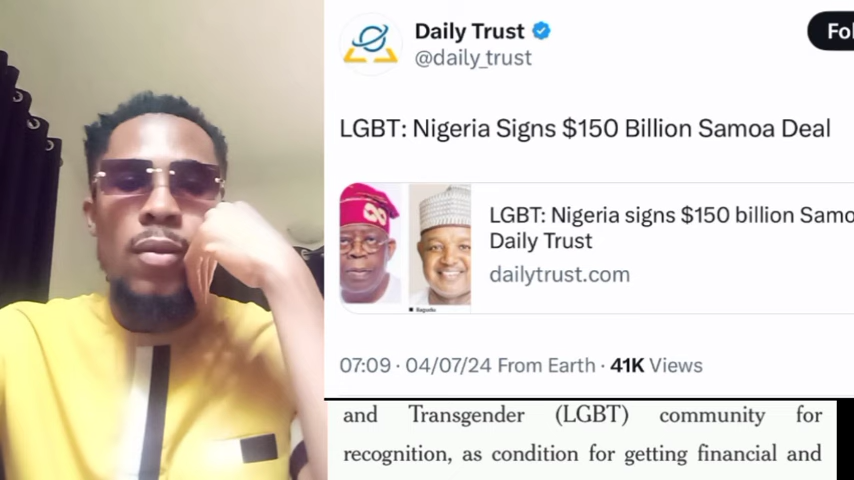 Daily Trust
@daily_trust
Fol
LGBT: Nigeria Signs $150 Billion Samoa Deal
LGBT: Nigeria signs $150 billion Samo
Daily Trust
dailytrust.com
Bagudu
07:09 · 04/07/24 From Earth · 41K Views
and Transgender (LGBT) community for
recognition, as condition for getting financial and